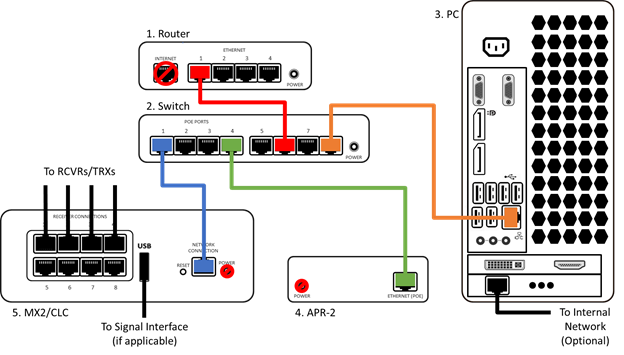 1. Router
ETHERNET
INTERNET
1 2 3 4
POWER
2. Switch
POE PORTS
1 2 3 4 5 7
POWER
3. PC
To RCVRs/TRXs
RECEIVER CONNECTIONS
5 6 7 8
USB
NETWORK
CONNECTION
RESET
POWER
5. MX2/CLC
To Signal Interface
(if applicable)
POWER
ETHERNET [POE]
4. APR-2
To Internal
Network
(Optional)